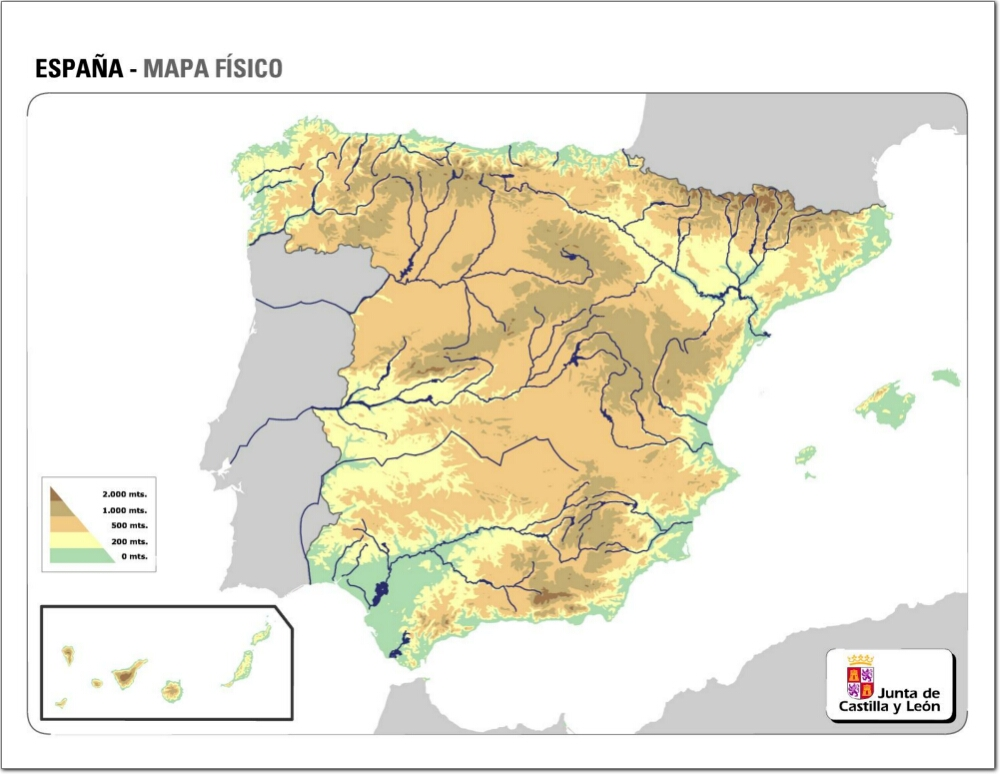 ESPAÑA - MAPA FÍSICO
2.000 mts.
1.000 mts.
500 mts.
200 mts.
0 mts.
Junta de
Castilla y León